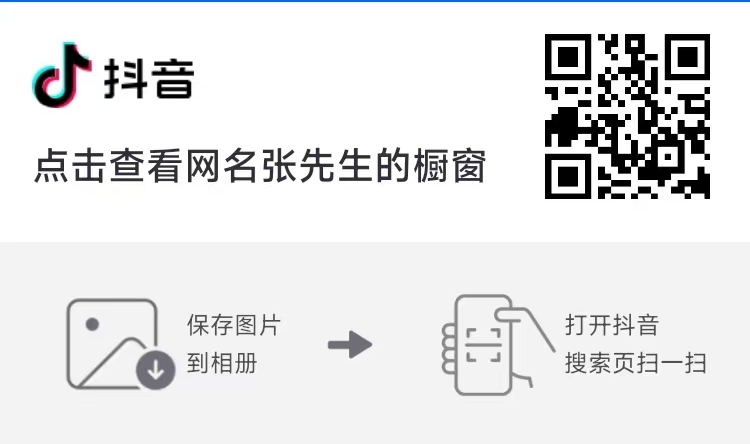 抖音
点击查看网名张先生的橱窗
保存图片
到相册
打开抖音
搜索页扫一扫